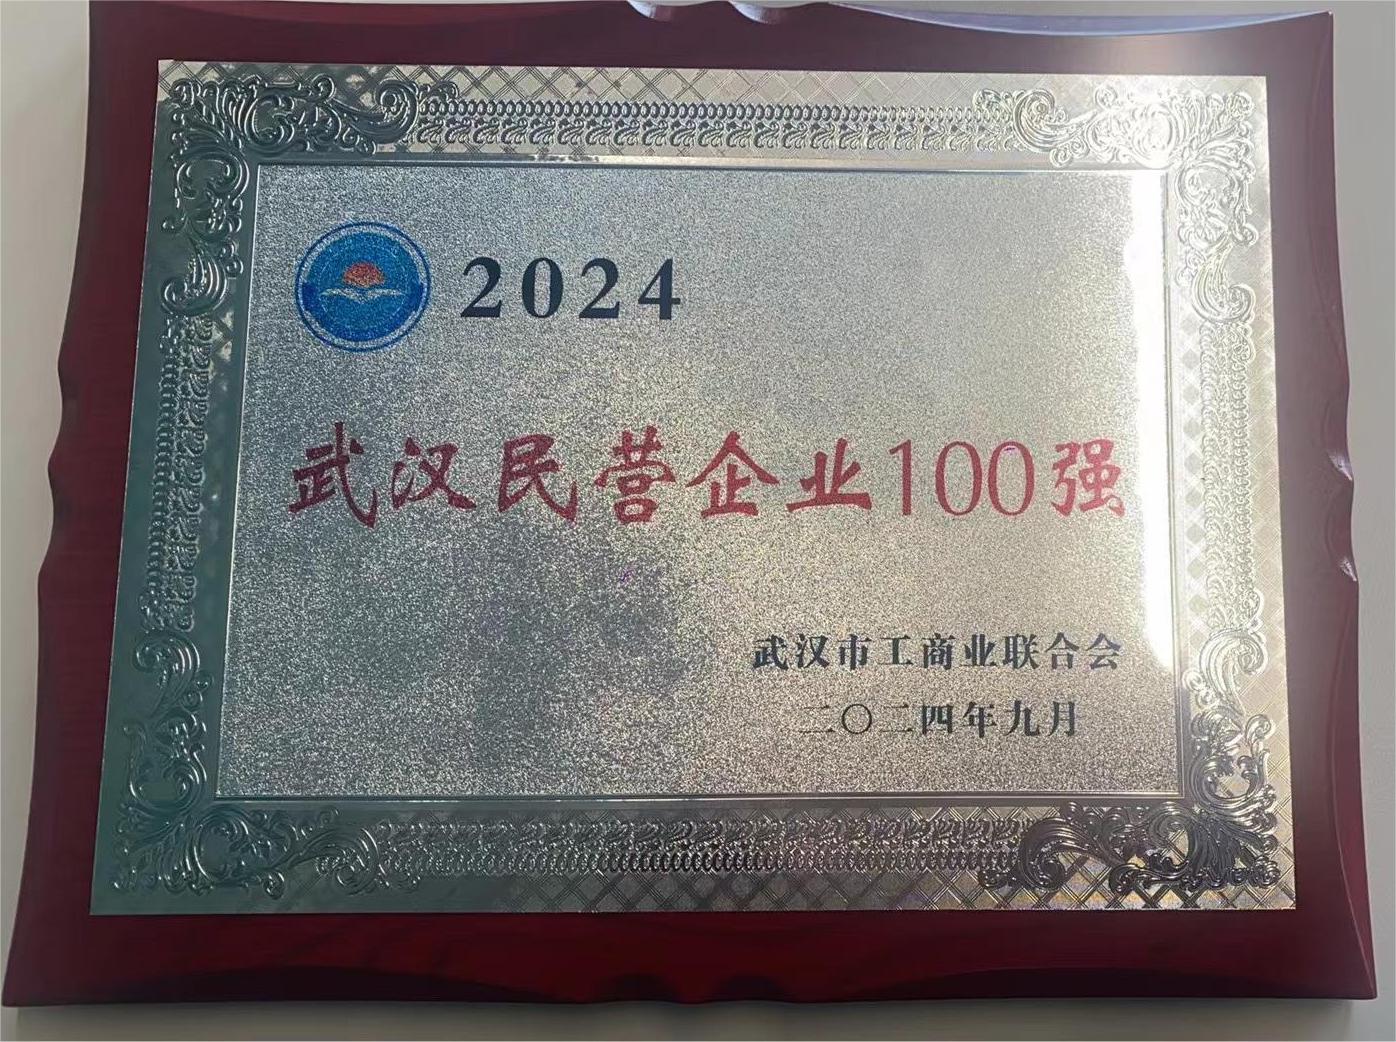 2024
武汉民营企业100强
武汉市工商业联合会
二〇二四年九月